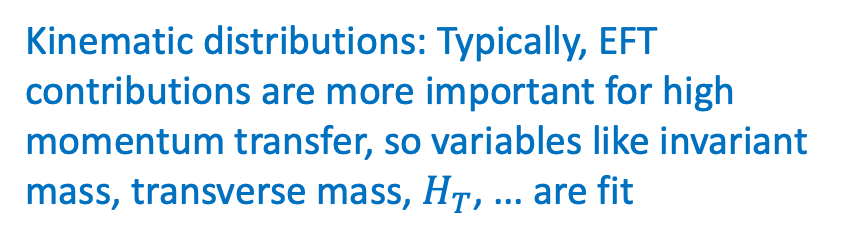 Kinematic distributions: Typically, EFT
contributions are more important for high
momentum transfer, so variables like invariant
mass, transverse mass, H_T, ... are fit